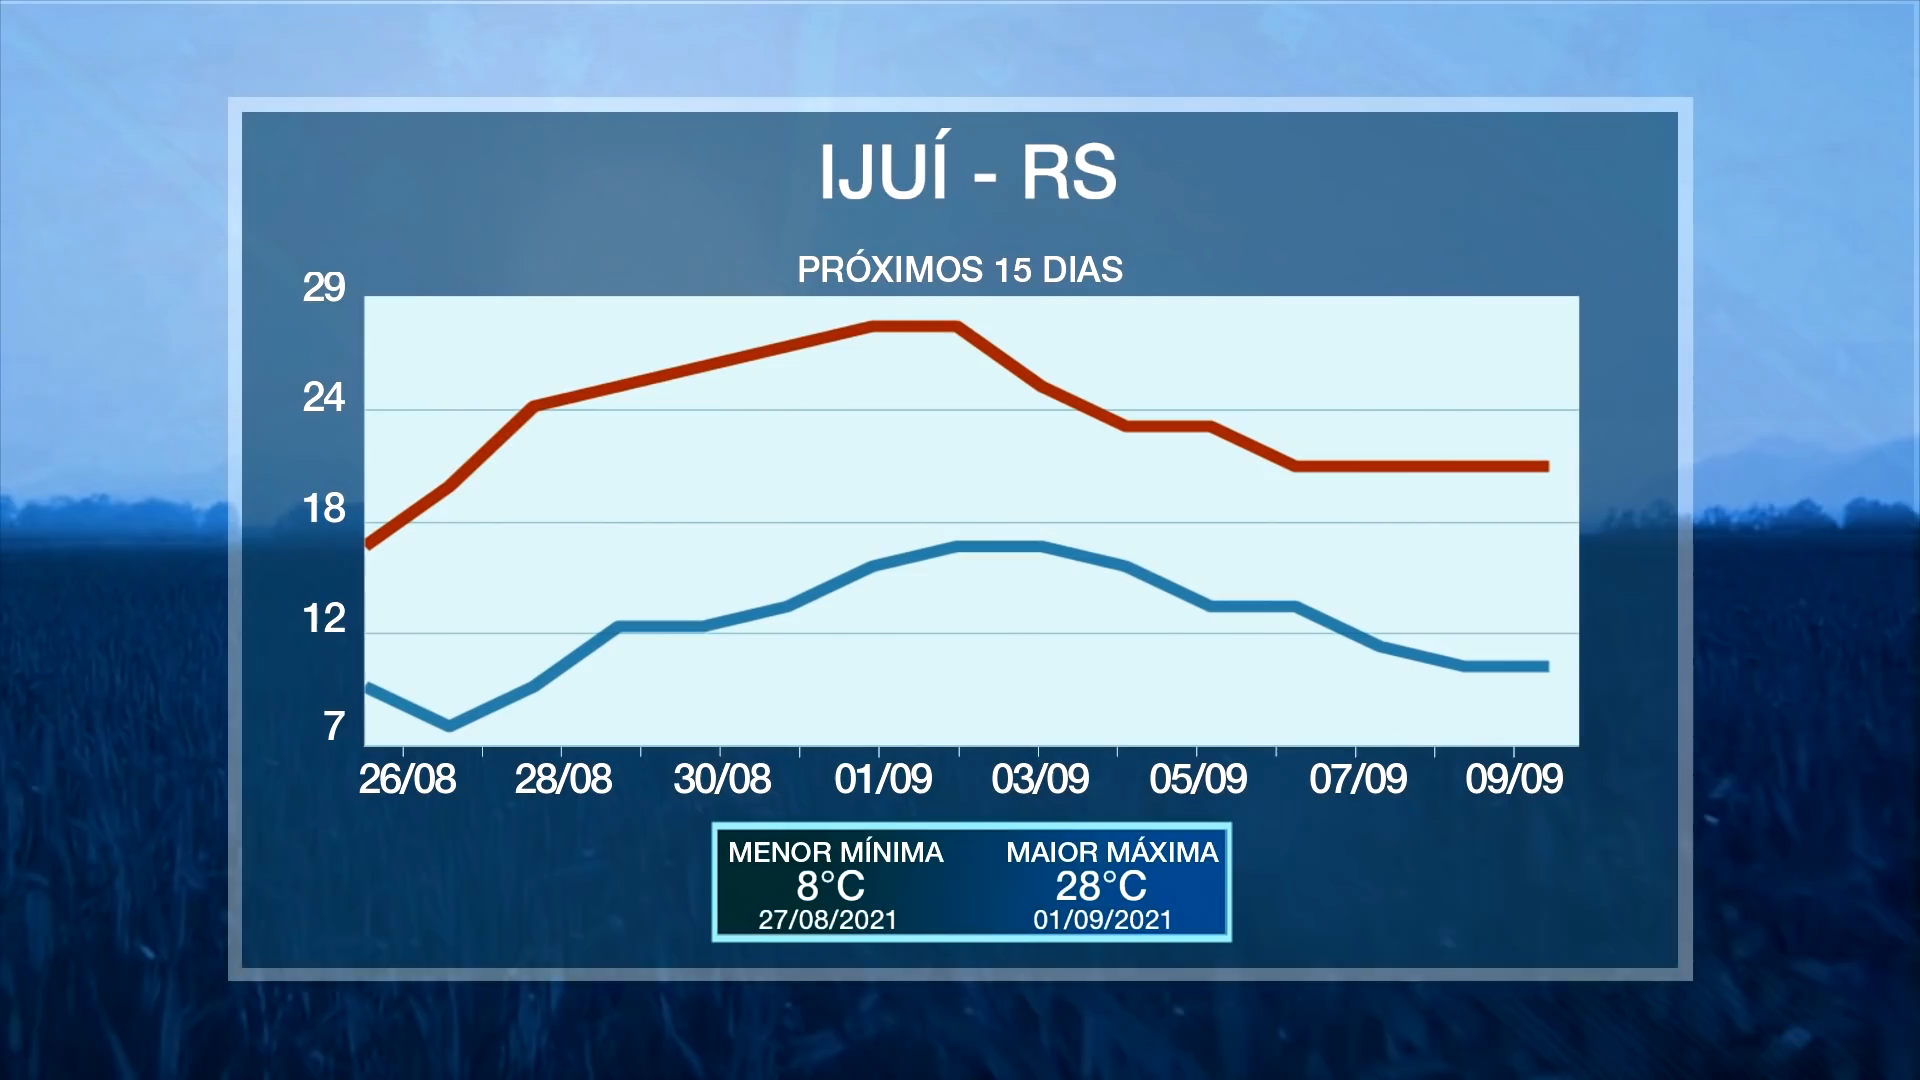 IJUÍ - RS
PRÓXIMOS 15 DIAS
29
24
18
12
7
26/08 28/08 30/08 01/09 03/09 05/09 07/09 09/09
MENOR MÍNIMA MAIOR MÁXIMA
8°C 28°C
27/08/2021 01/09/2021